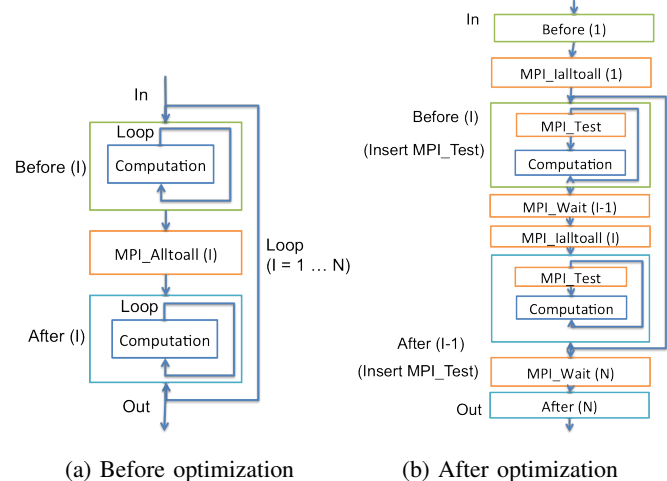 In
Loop
Computation
Before (I)
MPI_Alltoall (I)
Loop
(I = 1 ... N)
Loop
Computation
After (I)
Out
(a) Before optimization
In
Before (1)
MPI_Ialltoall (1)
Before (I)
(Insert MPI_Test)
MPI_Test
Computation
MPI_Wait (I-1)
MPI_Ialltoall (I)
MPI_Test
Computation
After (I-1)
(Insert MPI_Test)
MPI_Wait (N)
Out
After (N)
(b) After optimization